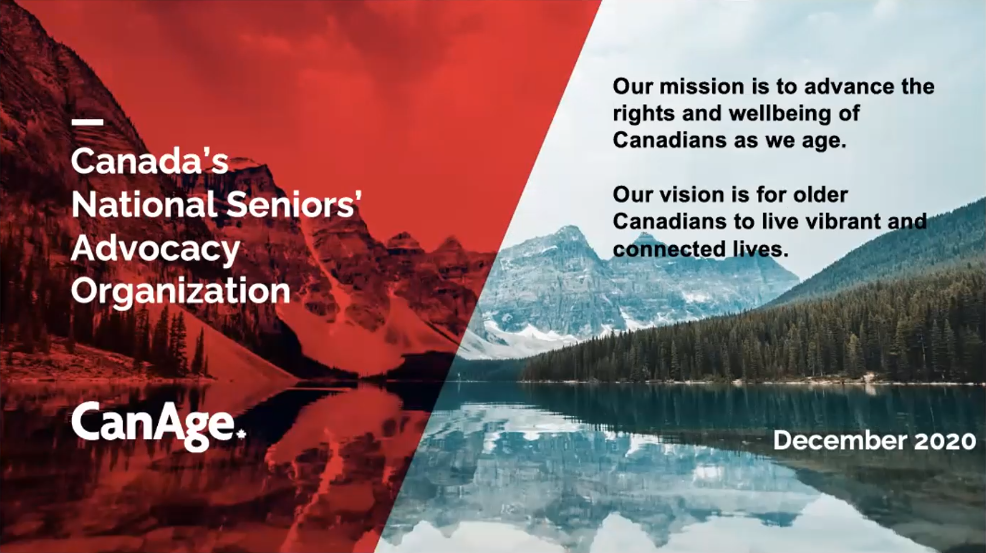 Canada's
National Seniors'
Advocacy
Organization
CanAge.
Our mission is to advance the
rights and wellbeing of
Canadians as we age.
Our vision is for older
Canadians to live vibrant and
connected lives.
December 2020